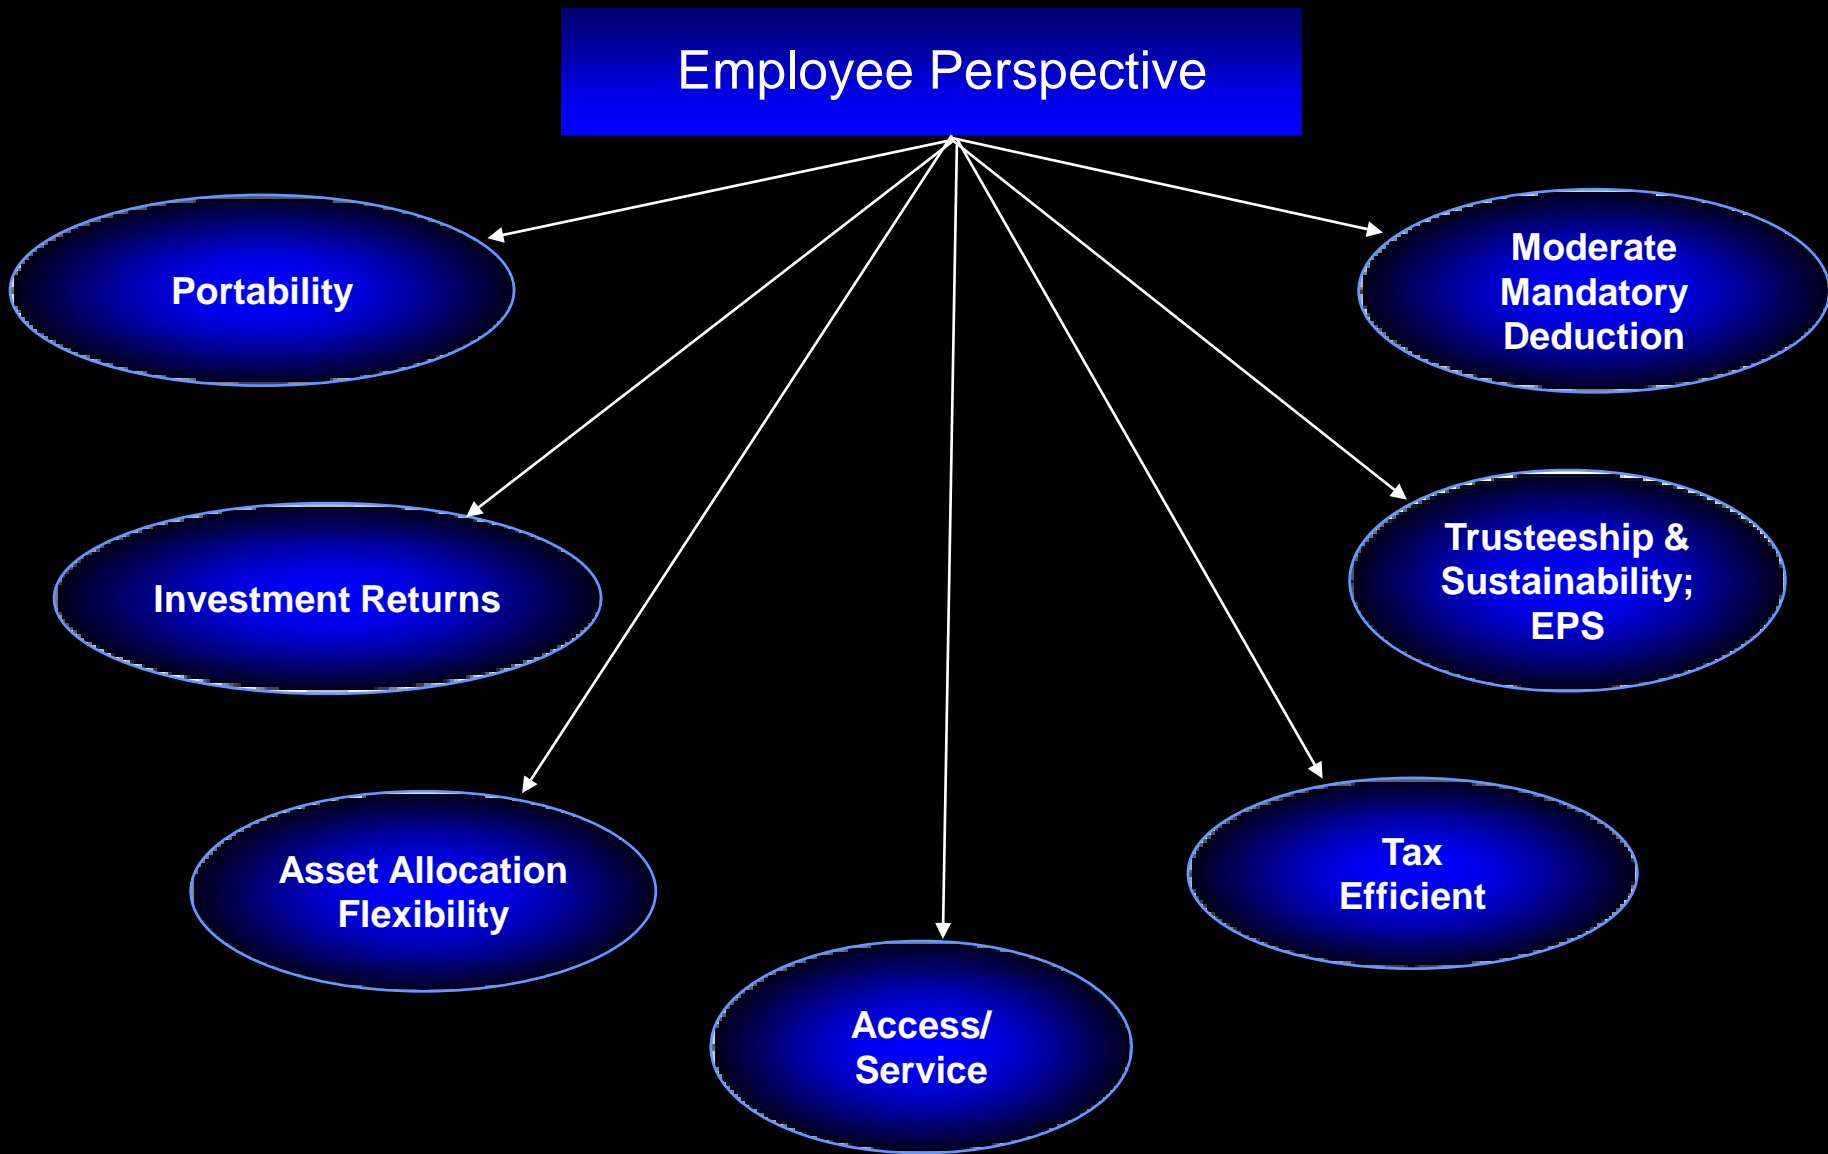 Employee Perspective
Portability
Moderate
Mandatory
Deduction
Investment Returns
Trusteeship &
Sustainability;
EPS
Asset Allocation
Flexibility
Tax
Efficient
Access/
Service